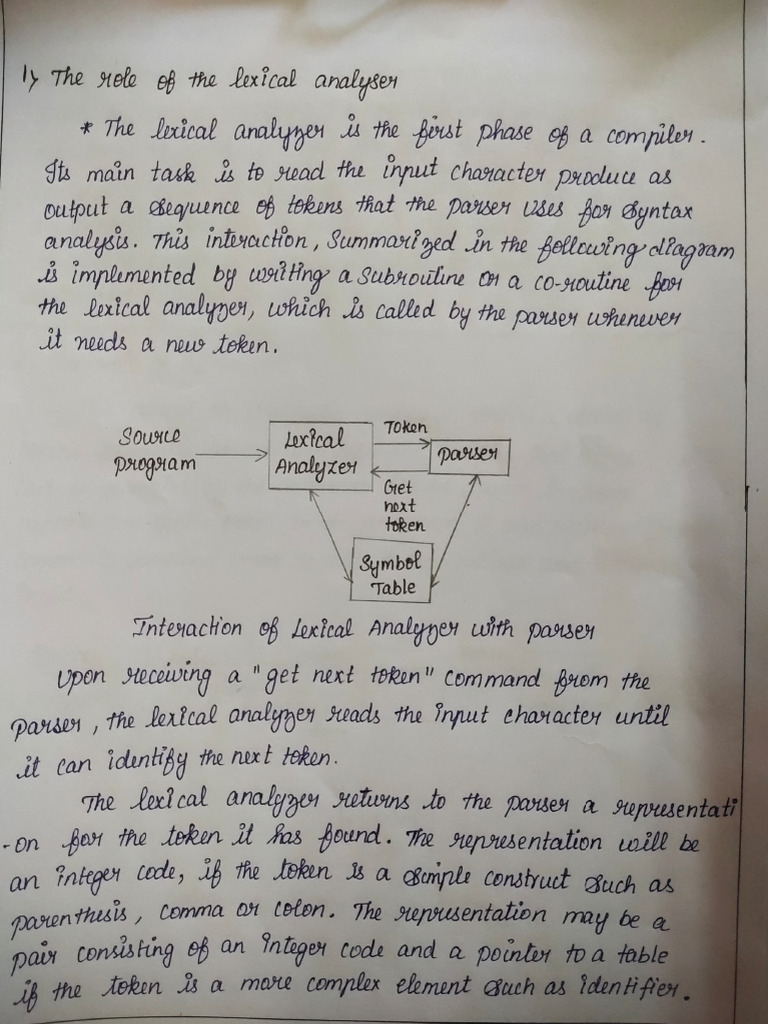 1) The role of the lexical analyser
* The lexical analyzer is the first phase of a compiler.
Its main task is to read the input character produce as
output a sequence of tokens that the parser uses for syntax
analysis. This interaction, Summarized in the following diagram
is implemented by writing a subroutine or a co-routine for
the lexical analyzer, which is called by the parser whenever
it needs a new token.
Source
program
Lexical
Analyzer
Token
parser
Get
next
token
Symbol
Table
Interaction of Lexical Analyzer with parser
Upon receiving a "get next token" command from the
parser, the lexical analyzer reads the input character until
it can identify the next token.
The lexical analyzer returns to the parser a representati
-on for the token it has found. The representation will be
an integer code, if the token is a simple construct such as
parenthesis, comma or colon. The representation may be a
pair consisting of an integer code and a pointer to a table
if the token is a more complex element such as identifier.